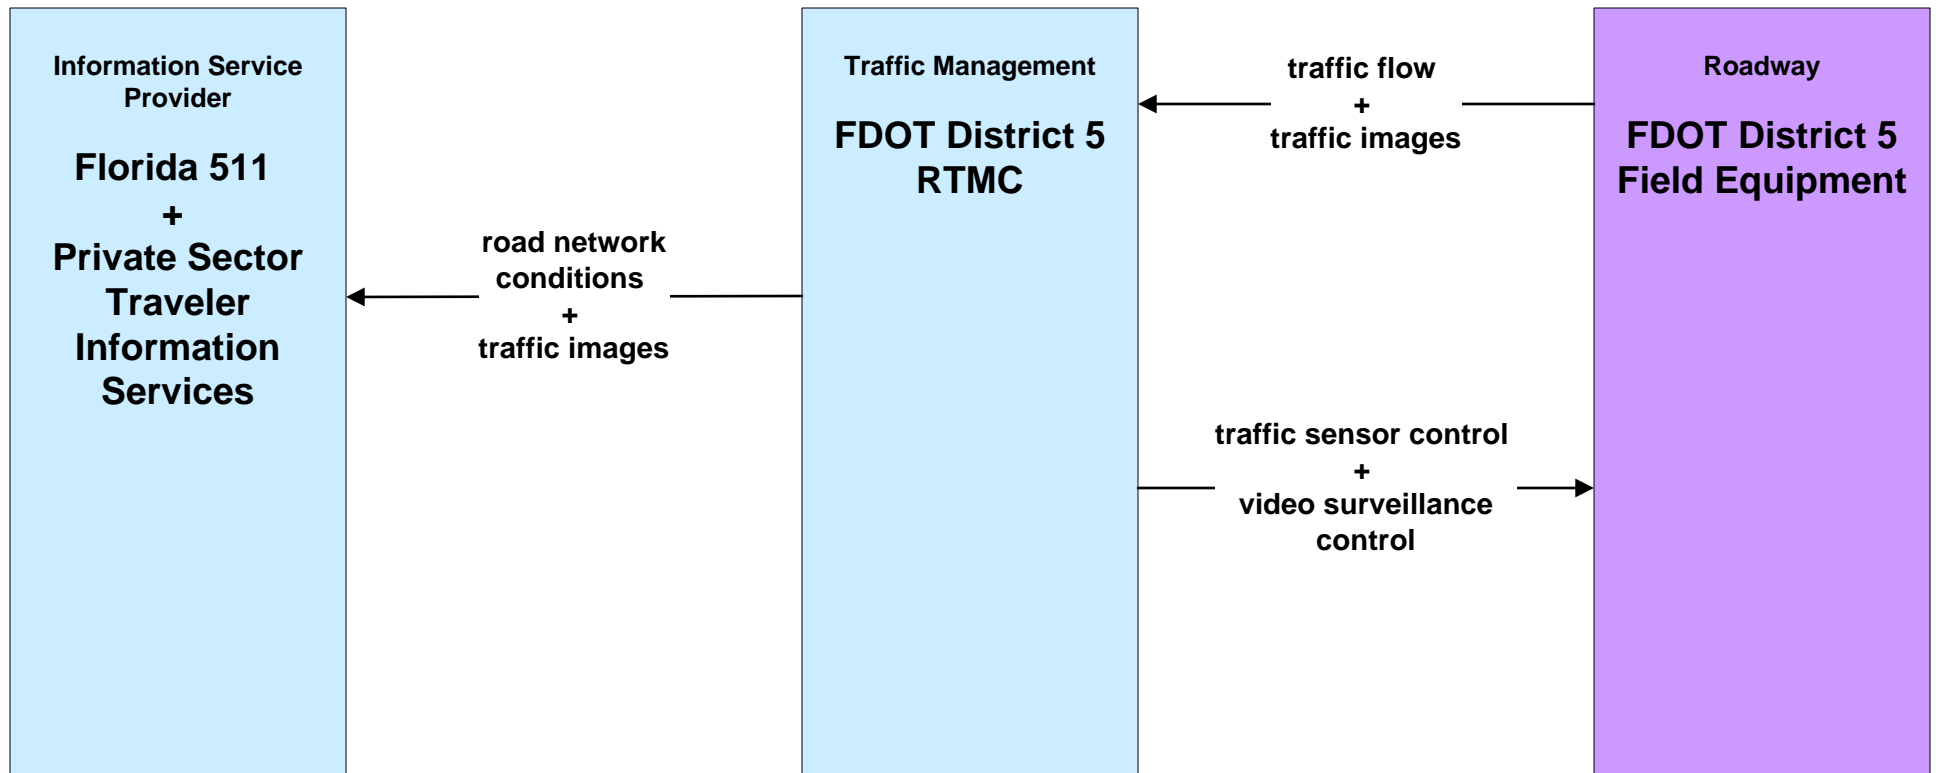 Information Service
Provider
Florida 511
+
Private Sector
Traveler
Information
Services
road network
conditions
+
traffic images
Traffic Management
FDOT District 5
RTMC
traffic flow
+
traffic images
traffic sensor control
+
video surveillance
control
Roadway
FDOT District 5
Field Equipment